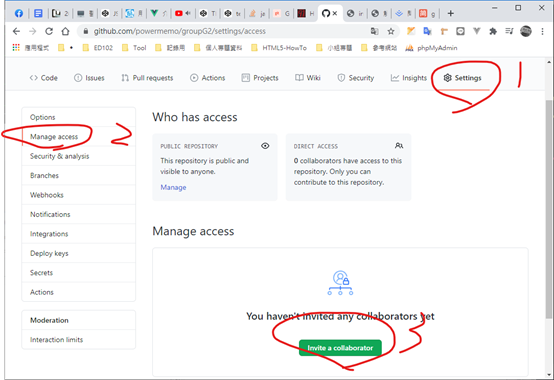 github.com/powermemo/groupG2/settings/access
應用程式
ED102
Tool
記錄用
個人專題資料
HTML5-HowTo
小組專題
參考網站
phpMyAdmin
Code
Issues
Pull requests
Actions
Projects
Wiki
Security
Insights
Settings
1
Options
Manage access
2
Security & analysis
Branches
Webhooks
Notifications
Integrations
Deploy keys
Secrets
Actions
Moderation
Interaction limits
Who has access
PUBLIC REPOSITORY
This repository is public and
visible to anyone.
Manage
DIRECT ACCESS
0 collaborators have access to this
repository. Only you can
contribute to this repository.
Manage access
You haven't invited any collaborators yet
Invite a collaborator
3